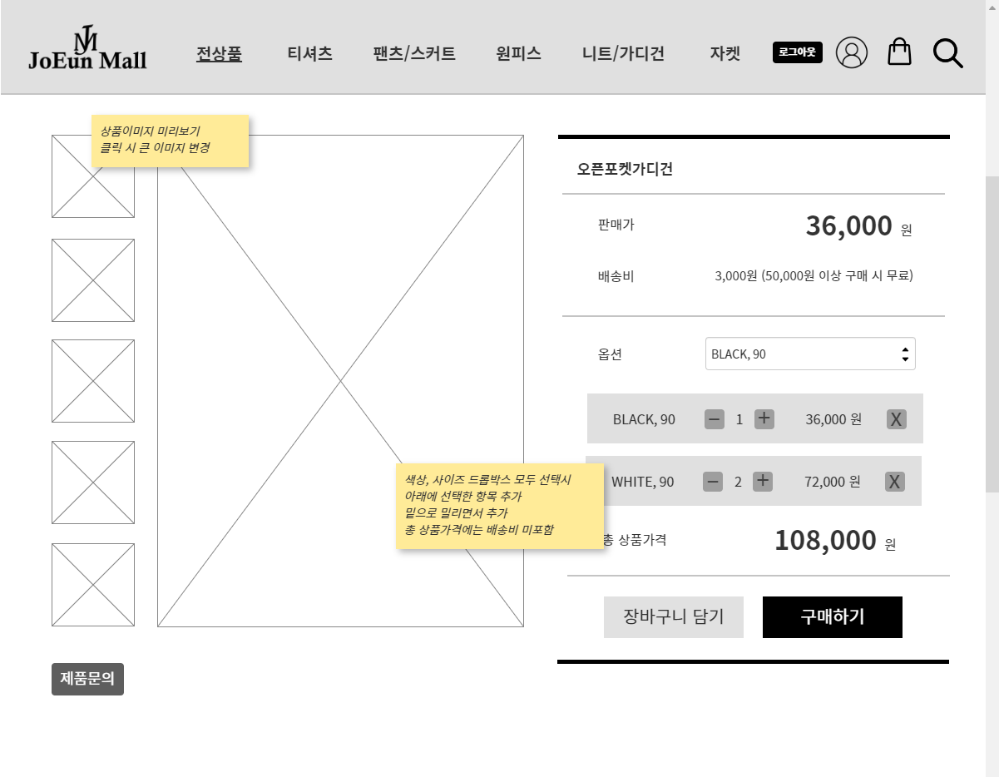 JM
JoEun Mall
전상품
티셔츠
팬츠/스커트
원피스
니트/가디건
자켓
로그아웃
상품이미지 미리보기
클릭 시 큰 이미지 변경
오픈포켓가디건
판매가
36,000 원
배송비
3,000원 (50,000원 이상 구매 시 무료)
옵션
BLACK, 90
BLACK, 90 − 1 + 36,000 원 X
WHITE, 90 − 2 + 72,000 원 X
색상, 사이즈 드롭박스 모두 선택시
아래에 선택한 항목 추가
밑으로 밀리면서 추가
총 상품가격에는 배송비 미포함
총 상품가격
108,000 원
장바구니 담기
구매하기
제품문의